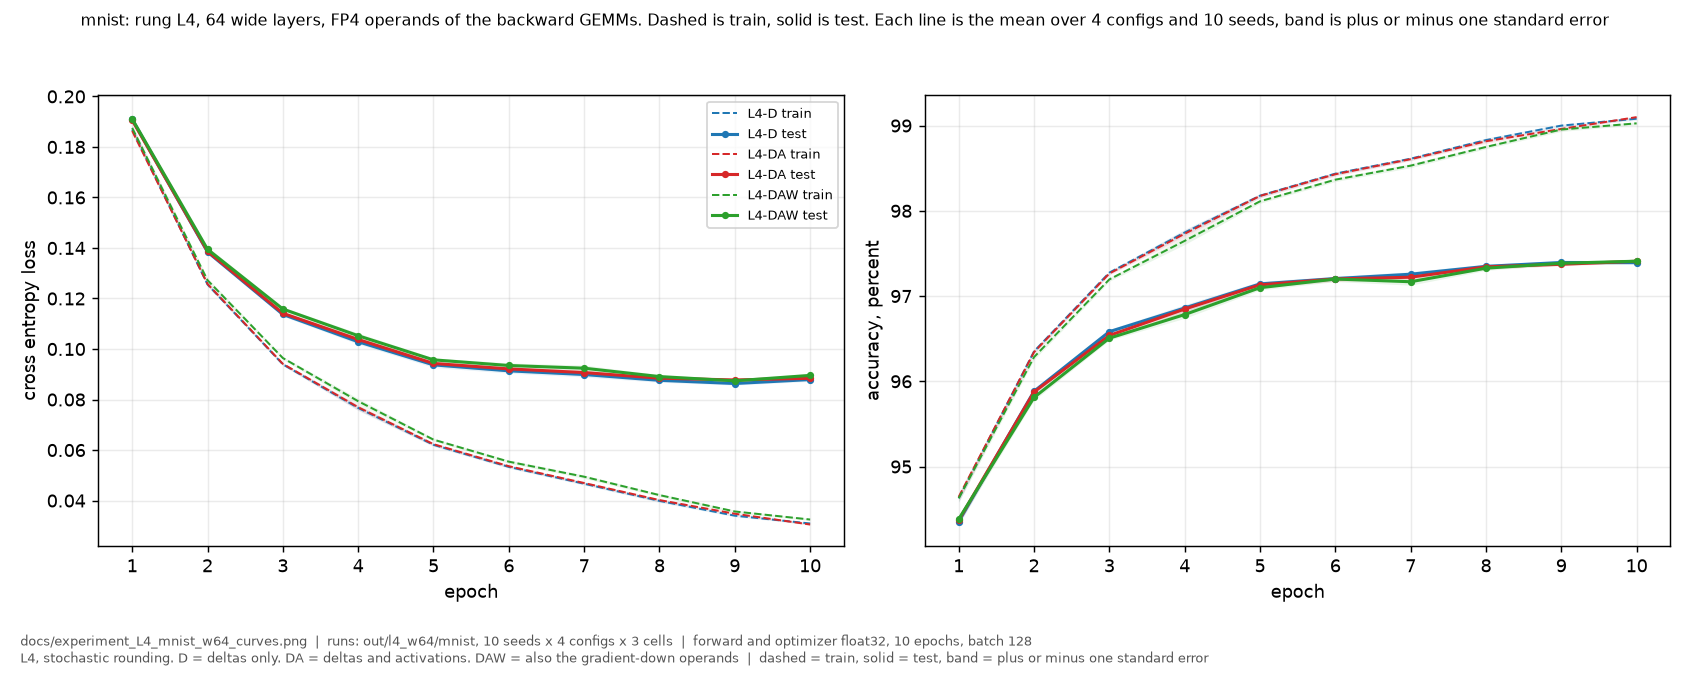 mnist: rung L4, 64 wide layers, FP4 operands of the backward GEMMs. Dashed is train, solid is test. Each line is the mean over 4 configs and 10 seeds, band is plus or minus one standard error
cross entropy loss
0.20
0.18
0.16
0.14
0.12
0.10
0.08
0.06
0.04
L4-D train
L4-D test
L4-DA train
L4-DA test
L4-DAW train
L4-DAW test
1 2 3 4 5 6 7 8 9 10
epoch
accuracy, percent
99
98
97
96
95
1 2 3 4 5 6 7 8 9 10
epoch
docs/experiment_L4_mnist_w64_curves.png | runs: out/l4_w64/mnist, 10 seeds x 4 configs x 3 cells | forward and optimizer float32, 10 epochs, batch 128
L4, stochastic rounding. D = deltas only. DA = deltas and activations. DAW = also the gradient-down operands | dashed = train, solid = test, band = plus or minus one standard error